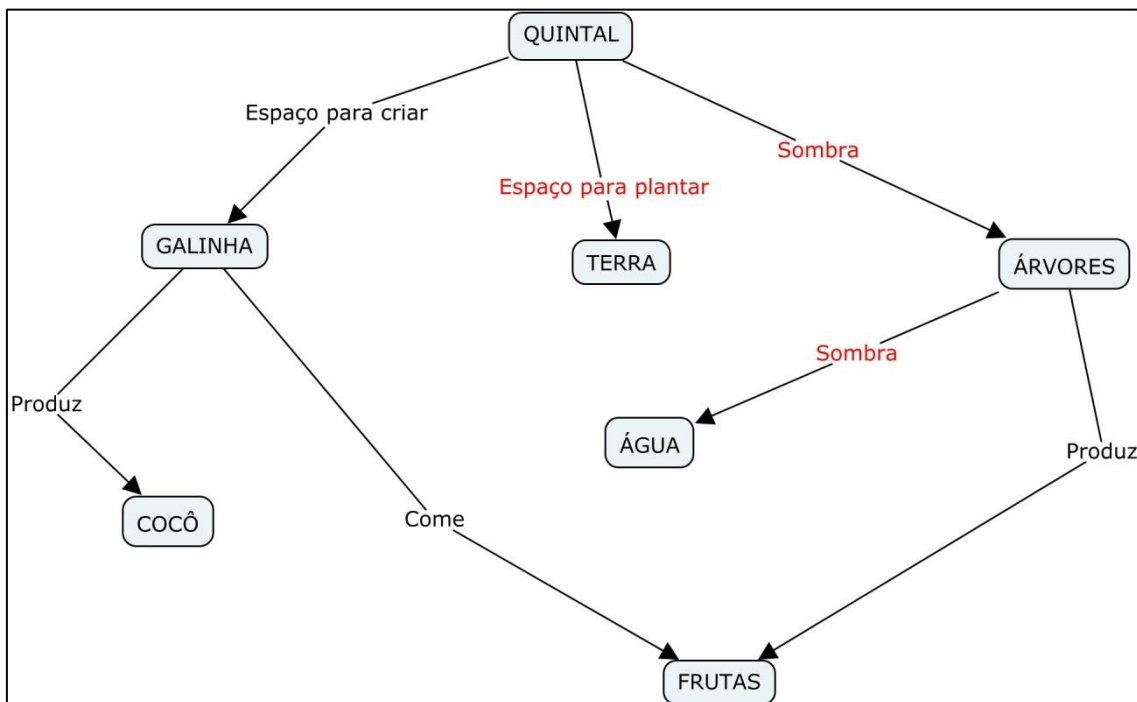 QUINTAL
Espaço para criar
Sombra
Espaço para plantar
GALINHA
TERRA
ÁRVORES
Sombra
Produz
ÁGUA
Produz
COCÔ
Come
FRUTAS